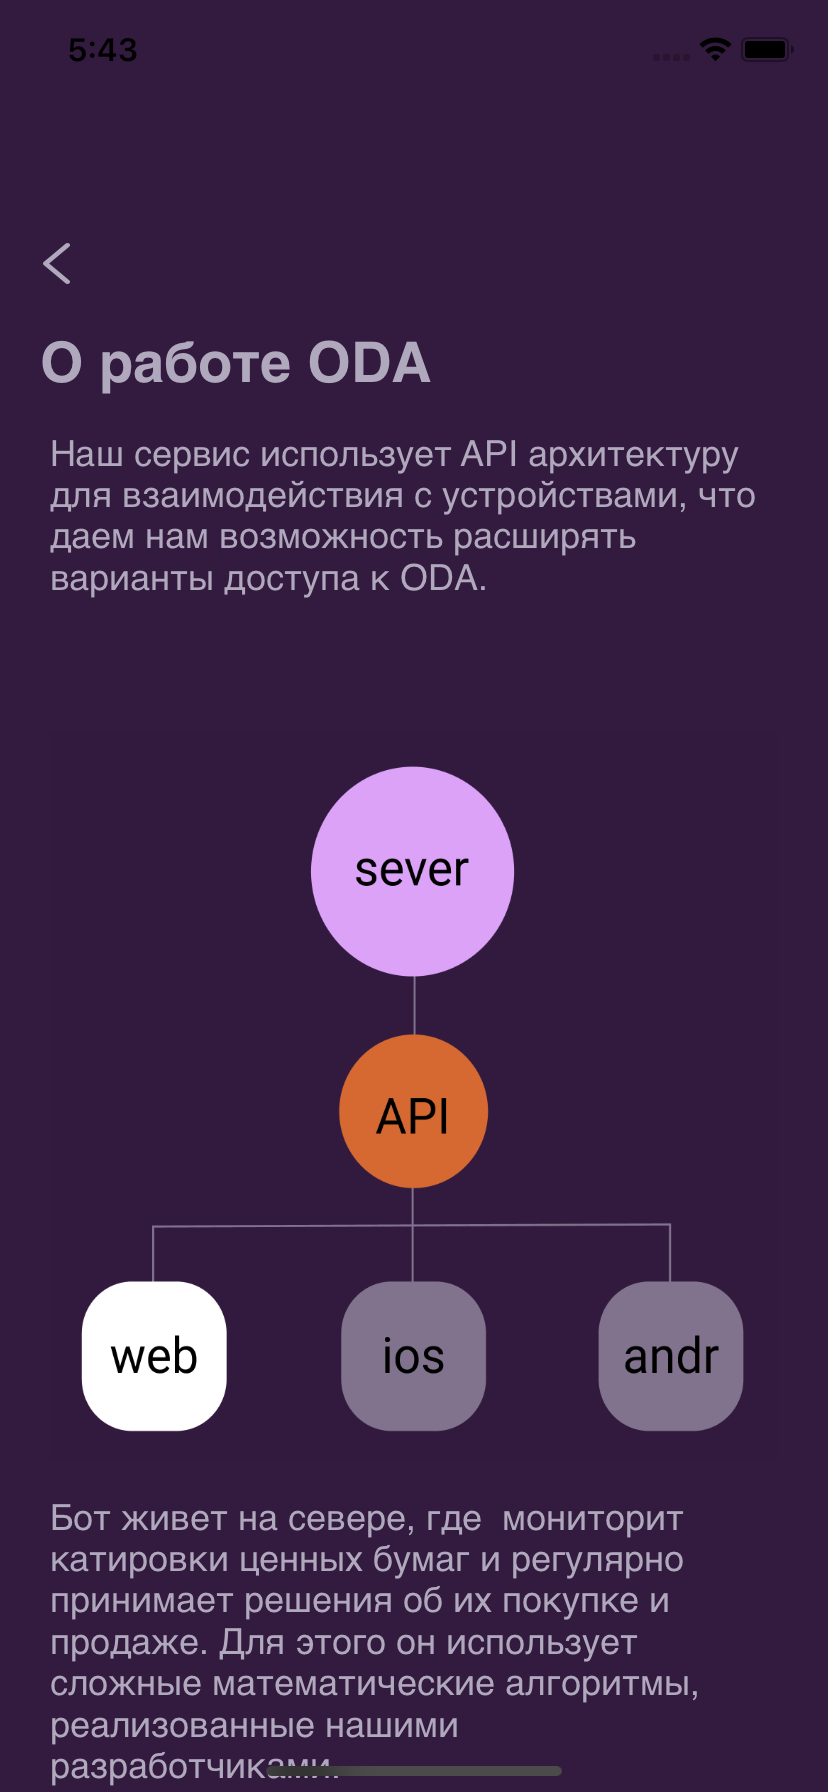 5:43
О работе ODA
Наш сервис использует API архитектуру
для взаимодействия с устройствами, что
даем нам возможность расширять
варианты доступа к ODA.
sever
API
web ios andr
Бот живет на севере, где  мониторит
катировки ценных бумаг и регулярно
принимает решения об их покупке и
продаже. Для этого он использует
сложные математические алгоритмы,
реализованные нашими
разработчиками.